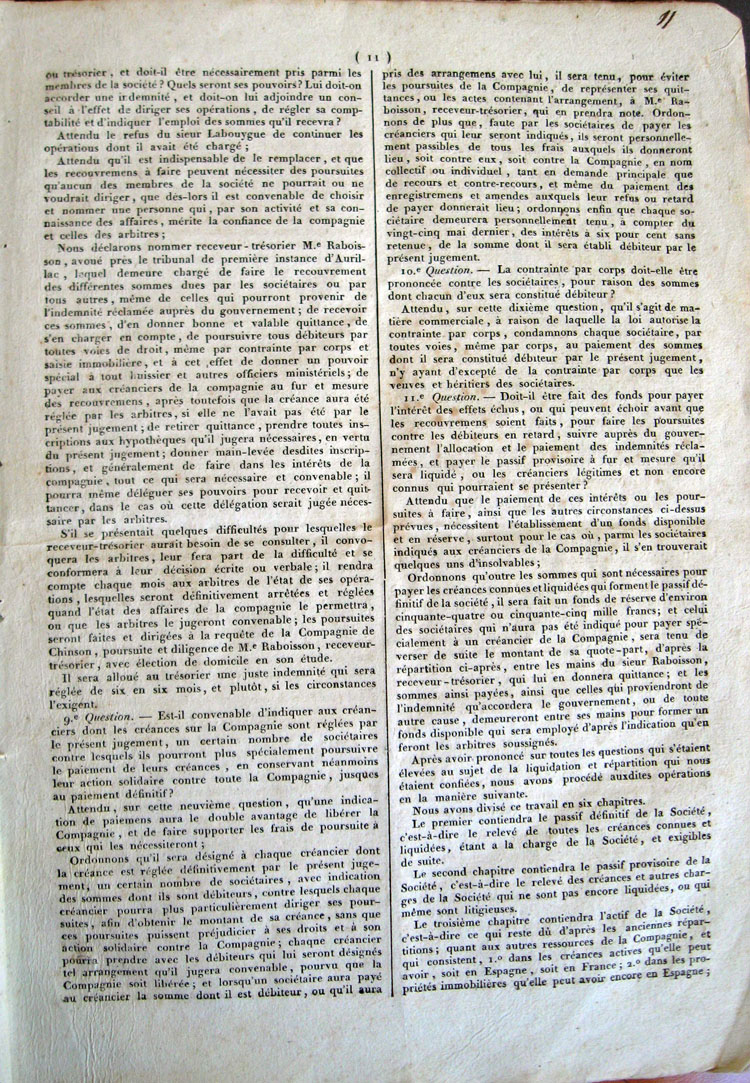 11
( 11 )
ou trésorier, et doit-il être nécessairement pris parmi les
membres de la société ? Quels seront ses pouvoirs ? Lui doit-on
accorder une indemnité, et doit-on lui adjoindre un con-
seil à l'effet de diriger ses opérations, de régler sa comp-
tabilité et d'indiquer l'emploi des sommes qu'il recevra ?
Attendu le refus du sieur Labouygue de continuer les
opérations dont il avait été chargé ;
Attendu qu'il est indispensable de le remplacer, et que
les recouvremens à faire peuvent nécessiter des poursuites
qu'aucun des membres de la société ne pourrait ou ne
voudrait diriger, que dès-lors il est convenable de choisir
et nommer une personne qui, par son activité et sa con-
naissance des affaires, mérite la confiance de la compagnie
et celles des arbitres ;
Nous déclarons nommer receveur-trésorier M.e Rabois-
son, avoué près le tribunal de première instance d'Auril-
lac, lequel demeure chargé de faire le recouvrement
des différentes sommes dues par les sociétaires ou par
tous autres, même de celles qui pourront provenir de
l'indemnité réclamée auprès du gouvernement ; de recevoir
ces sommes, d'en donner bonne et valable quittance, de
s'en charger en compte, de poursuivre tous débiteurs par
toutes voies de droit, même par contrainte par corps et
saisie immobilière, et à cet effet de donner un pouvoir
spécial à tout huissier et autres officiers ministériels ; de
payer aux créanciers de la compagnie au fur et mesure
des recouvremens, après toutefois que la créance aura été
réglée par les arbitres, si elle ne l'avait pas été par le
présent jugement ; de retirer quittance, prendre toutes ins-
criptions aux hypothèques qu'il jugera nécessaires, en vertu
du présent jugement ; donner main-levée desdites inscrip-
tions, et généralement de faire dans les intérêts de la
compagnie, tout ce qui sera nécessaire et convenable ; il
pourra même déléguer ses pouvoirs pour recevoir et quit-
tancer, dans le cas où cette délégation serait jugée néces-
saire par les arbitres.
S'il se présentait quelques difficultés pour lesquelles le
receveur-trésorier aurait besoin de se consulter, il convo-
quera les arbitres, leur fera part de la difficulté et se
conformera à leur décision écrite ou verbale ; il rendra
compte chaque mois aux arbitres de l'état de ses opéra-
tions, lesquelles seront définitivement arrêtées et réglées
quand l'état des affaires de la compagnie le permettra,
ou que les arbitres le jugeront convenable ; les poursuites
seront faites et dirigées à la requête de la Compagnie de
Chinson, poursuite et diligence de M.e Raboisson, receveur-
trésorier, avec élection de domicile en son étude.
Il sera alloué au trésorier une juste indemnité qui sera
réglée de six en six mois, et plutôt, si les circonstances
l'exigent.
9.e Question. — Est-il convenable d'indiquer aux créan-
ciers dont les créances sur la Compagnie sont réglées par
le présent jugement, un certain nombre de sociétaires
contre lesquels ils pourront plus spécialement poursuivre
le paiement de leurs créances, en conservant néanmoins
leur action solidaire contre toute la Compagnie, jusques
au paiement définitif ?
Attendu, sur cette neuvième question, qu'une indica-
tion de paiemens aura le double avantage de libérer la
Compagnie, et de faire supporter les frais de poursuite à
ceux qui les nécessiteront ;
Ordonnons qu'il sera désigné à chaque créancier dont
la créance est réglée définitivement par le présent juge-
ment, un certain nombre de sociétaires, avec indication
des sommes dont ils sont débiteurs, contre lesquels chaque
créancier pourra plus particulièrement diriger ses pour-
suites, afin d'obtenir le montant de sa créance, sans que
ces poursuites puissent préjudicier à ses droits et à son
action solidaire contre la Compagnie ; chaque créancier
pourra prendre avec les débiteurs qui lui seront désignés
tel arrangement qu'il jugera convenable, pourvu que la
Compagnie soit libérée ; et lorsqu'un sociétaire aura payé
au créancier la somme dont il est débiteur, ou qu'il aura
pris des arrangemens avec lui, il sera tenu, pour éviter
les poursuites de la Compagnie, de représenter ses quit-
tances, ou les actes contenant l'arrangement, à M.e Ra-
boisson, receveur-trésorier, qui en prendra note. Ordon-
nons de plus que, faute par les sociétaires de payer les
créanciers qui leur seront indiqués, ils seront personnelle-
ment passibles de tous les frais auxquels ils donneront
lieu, soit contre eux, soit contre la Compagnie, en nom
collectif ou individuel, tant en demande principale que
de recours et contre-recours, et même du paiement des
enregistremens et amendes auxquels leur refus ou retard
de payer donnerait lieu ; ordonnons enfin que chaque so-
ciétaire demeurera personnellement tenu, à compter du
vingt-cinq mai dernier, des intérêts à six pour cent sans
retenue, de la somme dont il sera établi débiteur par le
présent jugement.
10.e Question. — La contrainte par corps doit-elle être
prononcée contre les sociétaires, pour raison des sommes
dont chacun d'eux sera constitué débiteur ?
Attendu, sur cette dixième question, qu'il s'agit de ma-
tière commerciale, à raison de laquelle la loi autorise la
contrainte par corps, condamnons chaque sociétaire, par
toutes voies, même par corps, au paiement des sommes
dont il sera constitué débiteur par le présent jugement,
n'y ayant d'excepté de la contrainte par corps que les
veuves et héritiers des sociétaires.
11.e Question. — Doit-il être fait des fonds pour payer
l'intérêt des effets échus, ou qui peuvent échoir avant que
les recouvremens soient faits, pour faire les poursuites
contre les débiteurs en retard, suivre auprès du gouver-
nement l'allocation et le paiement des indemnités récla-
mées, et payer le passif provisoire à fur et mesure qu'il
sera liquidé, ou les créanciers légitimes et non encore
connus qui pourraient se présenter ?
Attendu que le paiement de ces intérêts ou les pour-
suites à faire, ainsi que les autres circonstances ci-dessus
prévues, nécessitent l'établissement d'un fonds disponible
et en réserve, surtout pour le cas où, parmi les sociétaires
indiqués aux créanciers de la Compagnie, il s'en trouverait
quelques uns d'insolvables ;
Ordonnons qu'outre les sommes qui sont nécessaires pour
payer les créances connues et liquidées qui forment le passif dé-
finitif de la société, il sera fait un fonds de réserve d'environ
cinquante-quatre ou cinquante-cinq mille francs ; et celui
des sociétaires qui n'aura pas été indiqué pour payer spé-
cialement à un créancier de la Compagnie, sera tenu de
verser de suite le montant de sa quote-part, d'après la
répartition ci-après, entre les mains du sieur Raboisson,
receveur-trésorier, qui lui en donnera quittance ; et les
sommes ainsi payées, ainsi que celles qui proviendront de
l'indemnité qu'accordera le gouvernement, ou de toute
autre cause, demeureront entre ses mains pour former un
fonds disponible qui sera employé d'après l'indication qu'en
feront les arbitres soussignés.
Après avoir prononcé sur toutes les questions qui s'étaient
élevées au sujet de la liquidation et répartition qui nous
étaient confiées, nous avons procédé auxdites opérations
en la manière suivante.
Nous avons divisé ce travail en six chapitres.
Le premier contiendra le passif définitif de la Société,
c'est-à-dire le relevé de toutes les créances connues et
liquidées, étant a la charge de la Société, et exigibles
de suite.
Le second chapitre contiendra le passif provisoire de la
Société, c'est-à-dire le relevé des créances et autres char-
ges de la Société qui ne sont pas encore liquidées, ou qui
même sont litigieuses.
Le troisième chapitre contiendra l'actif de la Société,
c'est-à-dire ce qui reste dû d'après les anciennes répar-
titions ; quant aux autres ressources de la Compagnie, et
qui consistent, 1.o dans les créances actives qu'elle peut
avoir, soit en Espagne, soit en France ; 2.o dans les pro-
priétés immobilières qu'elle peut avoir encore en Espagne ;